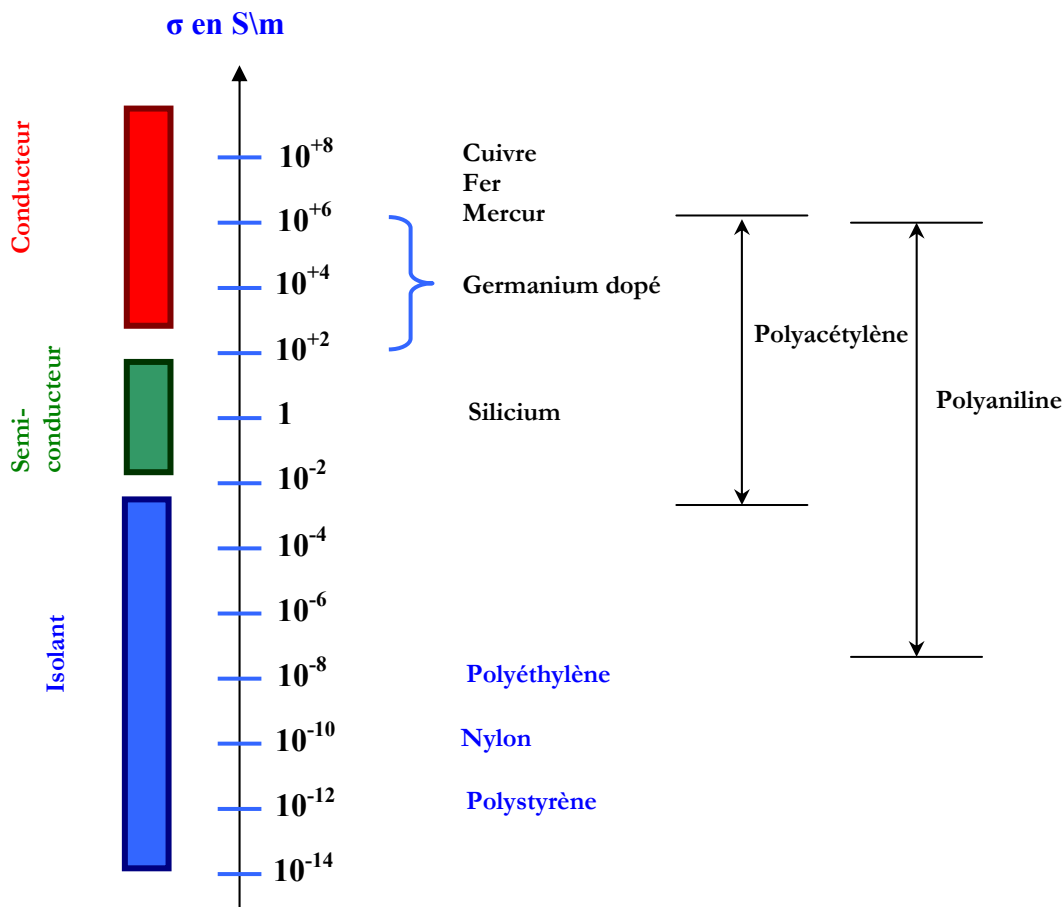 σ en S\m
Conducteur
Semi-
conducteur
Isolant
10+8
10+6
10+4
10+2
1
10-2
10-4
10-6
10-8
10-10
10-12
10-14
Cuivre
Fer
Mercur
Germanium dopé
Silicium
Polyéthylène
Nylon
Polystyrène
Polyacétylène
Polyaniline